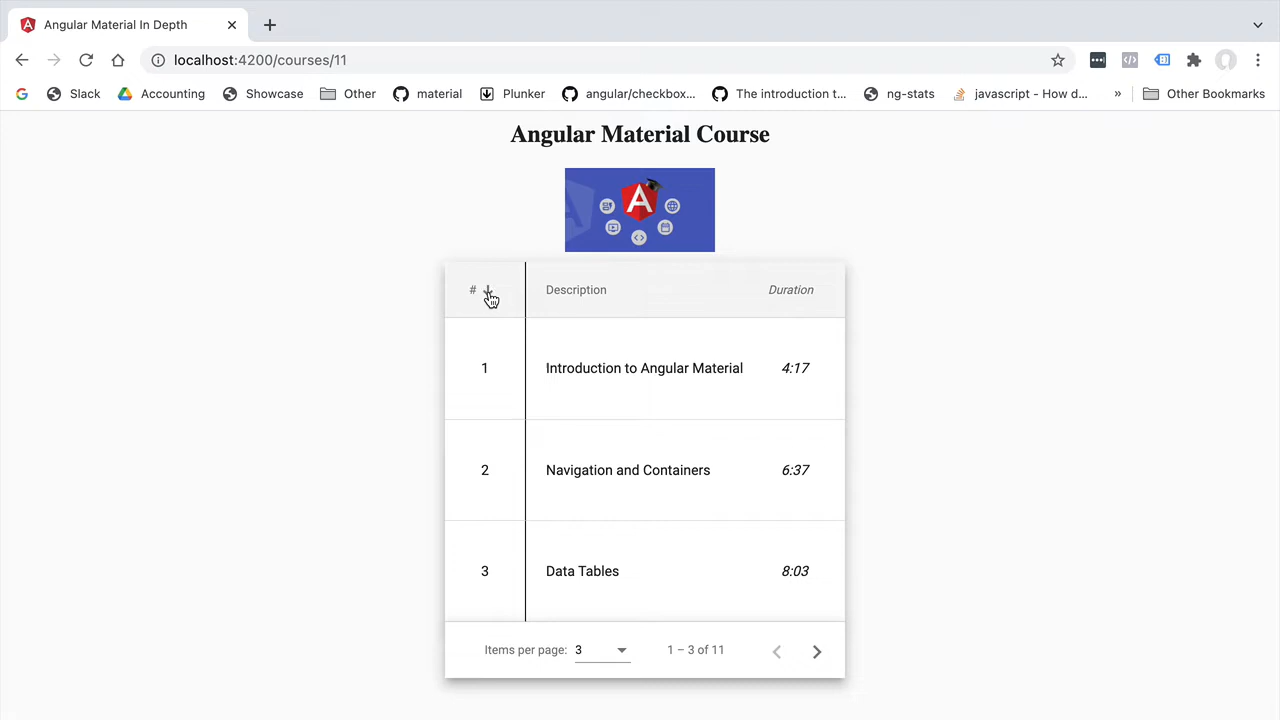 Angular Material In Depth
localhost:4200/courses/11
Slack Accounting Showcase Other material Plunker angular/checkbox... The introduction t... ng-stats javascript - How d... » Other Bookmarks
Angular Material Course
# Description Duration
1 Introduction to Angular Material 4:17
2 Navigation and Containers 6:37
3 Data Tables 8:03
Items per page: 3 1 – 3 of 11